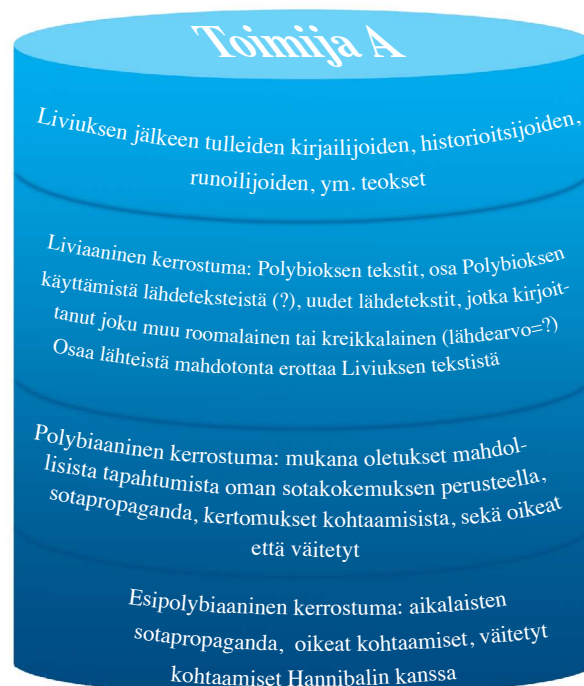 Toimija A
Liviuksen jälkeen tulleiden kirjailijoiden, historioitsijoiden,
runoilijoiden, ym. teokset
Liviaaninen kerrostuma: Polybioksen tekstit, osa Polybioksen
käyttämistä lähdeteksteistä (?), uudet lähdetekstit, jotka kirjoit-
tanut joku muu roomalainen tai kreikkalainen (lähdearvo=?)
Osaa lähteistä mahdotonta erottaa Liviuksen tekstistä
Polybiaaninen kerrostuma: mukana oletukset mahdol-
lisista tapahtumista oman sotakokemuksen perusteella,
sotapropaganda, kertomukset kohtaamisista, sekä oikeat
että väitetyt
Esipolybiaaninen kerrostuma: aikalaisten
sotapropaganda, oikeat kohtaamiset, väitetyt
kohtaamiset Hannibalin kanssa